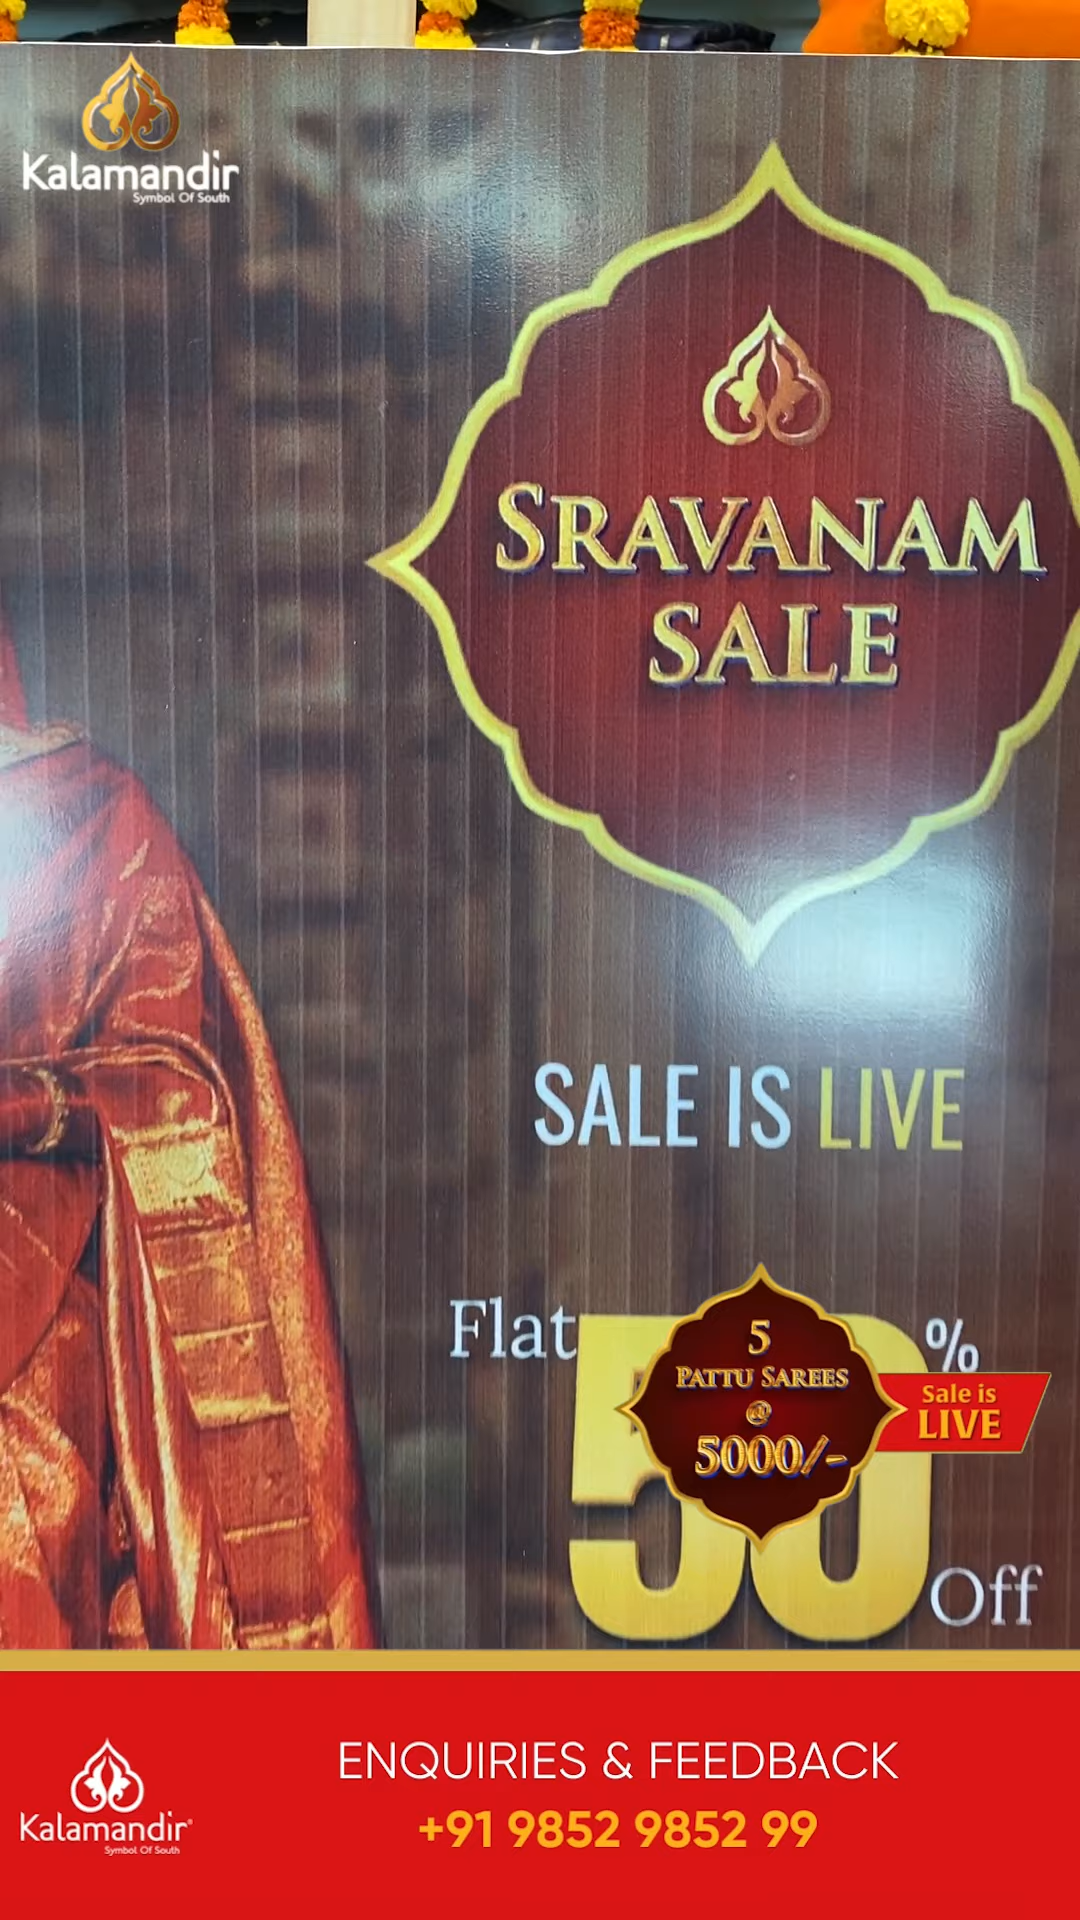 Kalamandir
Symbol Of South
SRAVANAM
SALE
SALE IS LIVE
Flat 50% Off
5
PATTU SAREES
@
5000/-
Sale is
LIVE
ENQUIRIES & FEEDBACK
+91 9852 9852 99
Kalamandir
Symbol Of South